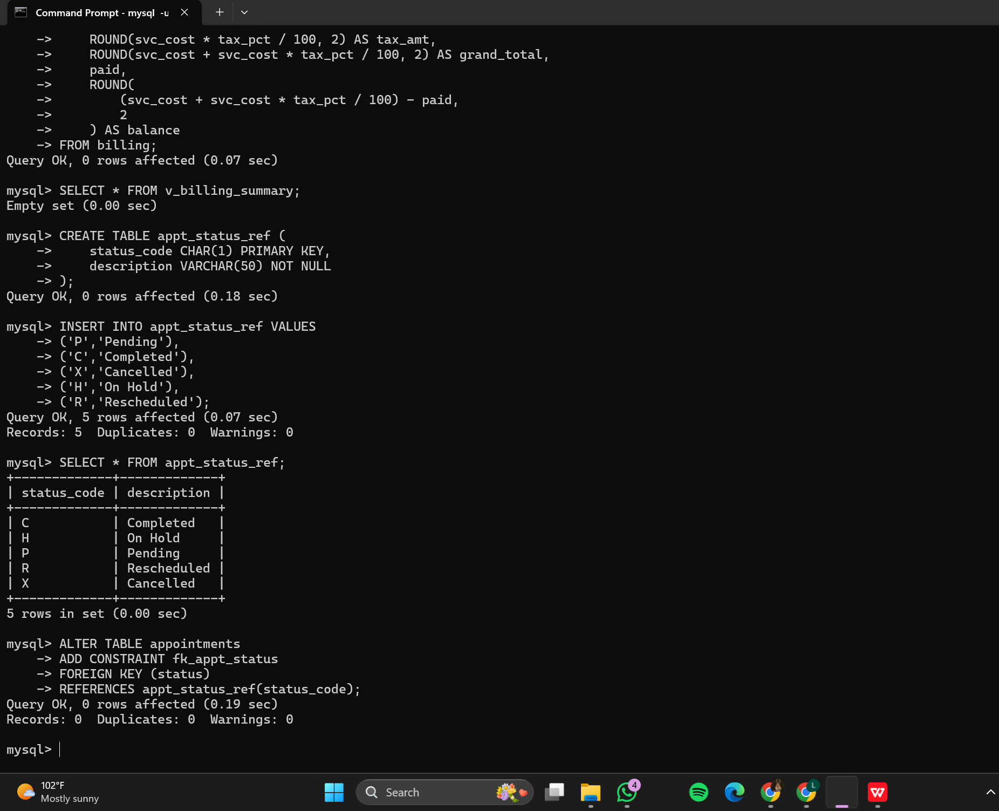 Command Prompt - mysql  -u
    ->     ROUND(svc_cost * tax_pct / 100, 2) AS tax_amt,
    ->     ROUND(svc_cost + svc_cost * tax_pct / 100, 2) AS grand_total,
    ->     paid,
    ->     ROUND(
    ->         (svc_cost + svc_cost * tax_pct / 100) - paid,
    ->         2
    ->     ) AS balance
    -> FROM billing;
Query OK, 0 rows affected (0.07 sec)
mysql> SELECT * FROM v_billing_summary;
Empty set (0.00 sec)
mysql> CREATE TABLE appt_status_ref (
    ->     status_code CHAR(1) PRIMARY KEY,
    ->     description VARCHAR(50) NOT NULL
    -> );
Query OK, 0 rows affected (0.18 sec)
mysql> INSERT INTO appt_status_ref VALUES
    -> ('P','Pending'),
    -> ('C','Completed'),
    -> ('X','Cancelled'),
    -> ('H','On Hold'),
    -> ('R','Rescheduled');
Query OK, 5 rows affected (0.07 sec)
Records: 5  Duplicates: 0  Warnings: 0
mysql> SELECT * FROM appt_status_ref;
+-------------+-------------+
| status_code | description |
+-------------+-------------+
| C           | Completed   |
| H           | On Hold     |
| P           | Pending     |
| R           | Rescheduled |
| X           | Cancelled   |
+-------------+-------------+
5 rows in set (0.00 sec)
mysql> ALTER TABLE appointments
    -> ADD CONSTRAINT fk_appt_status
    -> FOREIGN KEY (status)
    -> REFERENCES appt_status_ref(status_code);
Query OK, 0 rows affected (0.19 sec)
Records: 0  Duplicates: 0  Warnings: 0
mysql>
102°F
Mostly sunny
Search
4
L
W